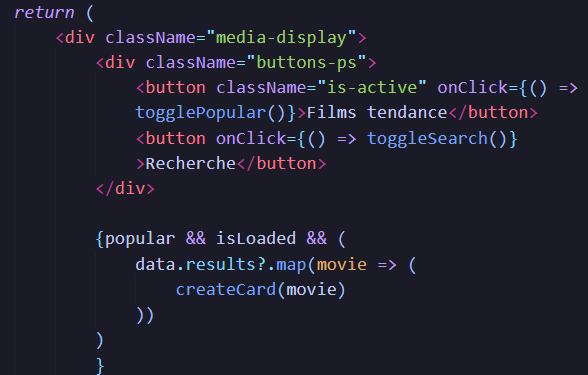 return (
<div className="media-display">
<div className="buttons-ps">
<button className="is-active" onClick={() =>
togglePopular()}>Films tendance</button>
<button onClick={() => toggleSearch()}
>Recherche</button>
</div>
{popular && isLoaded && (
data.results?.map(movie => (
createCard(movie)
))
)
}